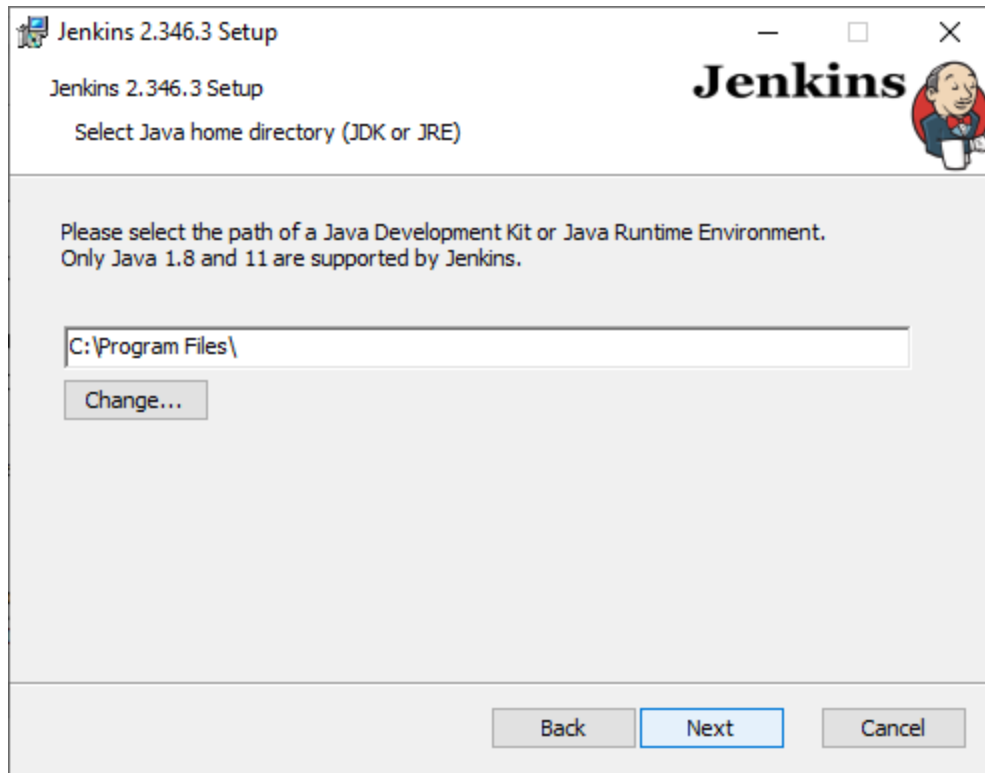 Jenkins 2.346.3 Setup
Jenkins 2.346.3 Setup
Jenkins
Select Java home directory (JDK or JRE)
Please select the path of a Java Development Kit or Java Runtime Environment.
Only Java 1.8 and 11 are supported by Jenkins.
C:\Program Files\
Change...
Back Next Cancel